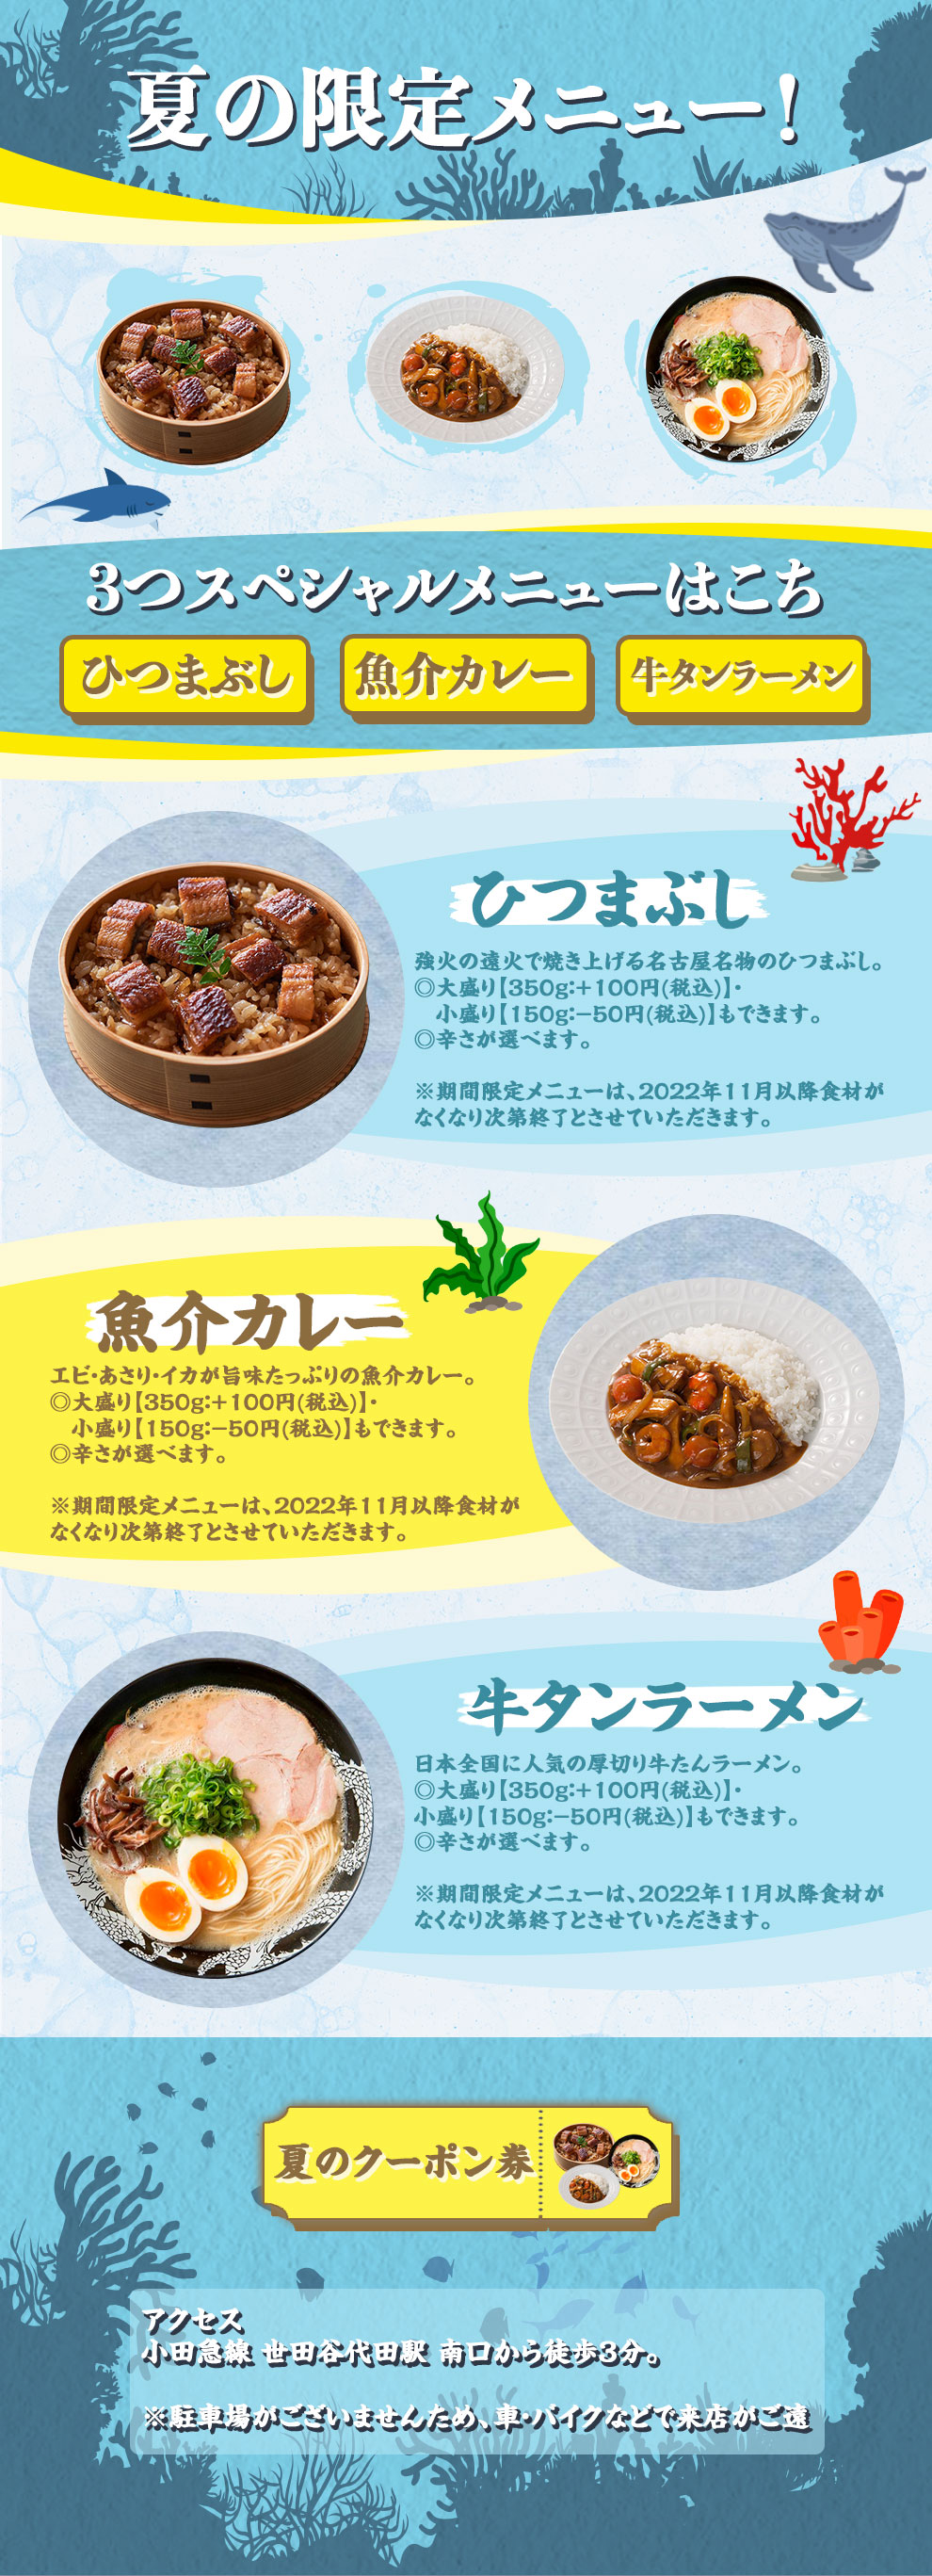 夏の限定メニュー！
3つスペシャルメニューはこち
ひつまぶし
魚介カレー
牛タンラーメン
ひつまぶし
強火の遠火で焼き上げる名古屋名物のひつまぶし。
◎大盛り【350g:+100円(税込)】・
小盛り【150g:−50円(税込)】もできます。
◎辛さが選べます。
※期間限定メニューは、2022年11月以降食材が
なくなり次第終了とさせていただきます。
魚介カレー
エビ・あさり・イカが旨味たっぷりの魚介カレー。
◎大盛り【350g:+100円(税込)】・
小盛り【150g:−50円(税込)】もできます。
◎辛さが選べます。
※期間限定メニューは、2022年11月以降食材が
なくなり次第終了とさせていただきます。
牛タンラーメン
日本全国に人気の厚切り牛たんラーメン。
◎大盛り【350g:+100円(税込)】・
小盛り【150g:−50円(税込)】もできます。
◎辛さが選べます。
※期間限定メニューは、2022年11月以降食材が
なくなり次第終了とさせていただきます。
夏のクーポン券
アクセス
小田急線 世田谷代田駅 南口から徒歩3分。
※駐車場がございませんため、車・バイクなどで来店がご遠